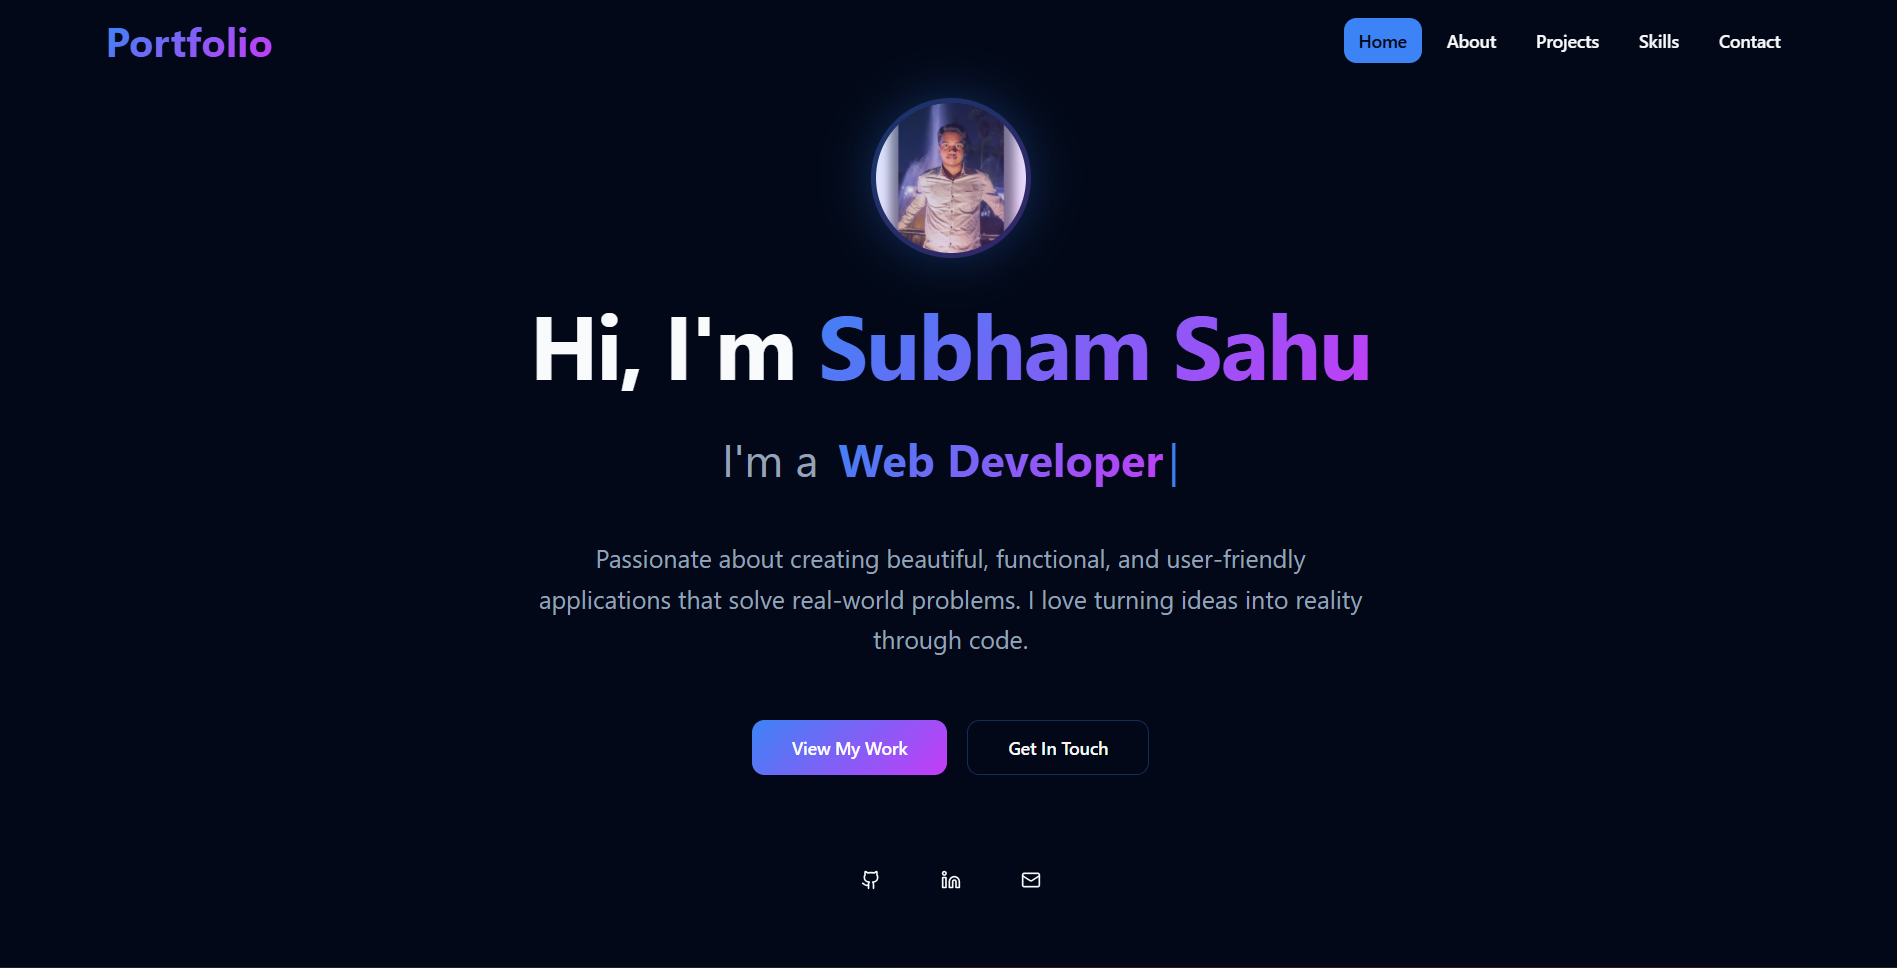 Portfolio
Home
About
Projects
Skills
Contact
Hi, I'm Subham Sahu
I'm a Web Developer
Passionate about creating beautiful, functional, and user-friendly
applications that solve real-world problems. I love turning ideas into reality
through code.
View My Work
Get In Touch